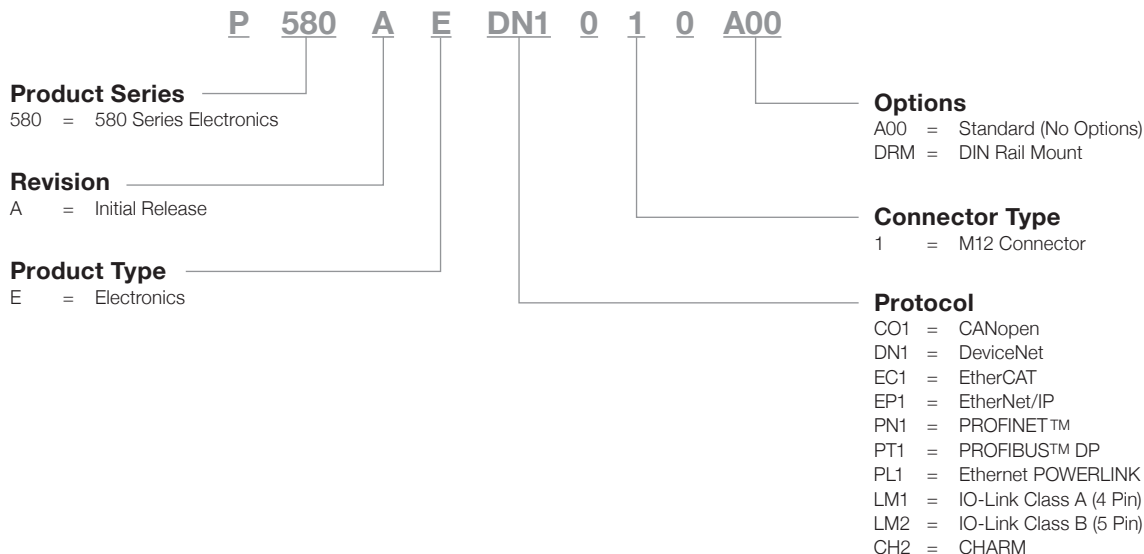 P 580 A E DN1 0 1 0 A00
Product Series
580 = 580 Series Electronics
Revision
A = Initial Release
Product Type
E = Electronics
Options
A00 = Standard (No Options)
DRM = DIN Rail Mount
Connector Type
1 = M12 Connector
Protocol
CO1 = CANopen
DN1 = DeviceNet
EC1 = EtherCAT
EP1 = EtherNet/IP
PN1 = PROFINET™
PT1 = PROFIBUS™ DP
PL1 = Ethernet POWERLINK
LM1 = IO-Link Class A (4 Pin)
LM2 = IO-Link Class B (5 Pin)
CH2 = CHARM